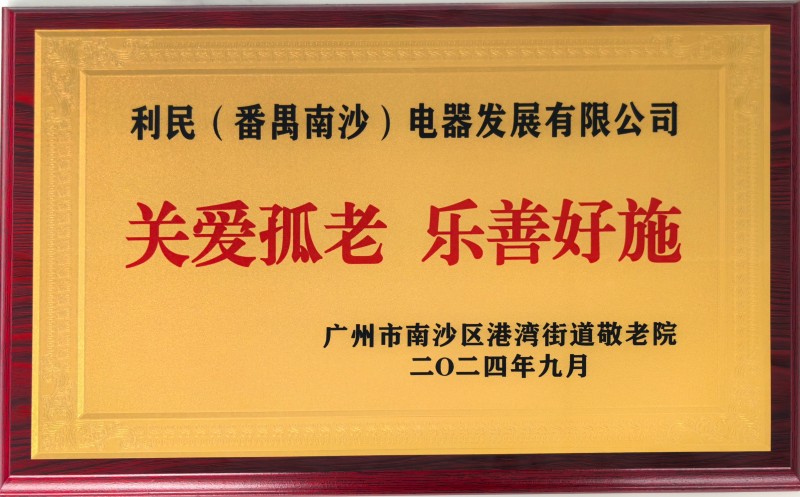 利民（番禺南沙）电器发展有限公司
关爱孤老 乐善好施
广州市南沙区港湾街道敬老院
二〇二四年九月